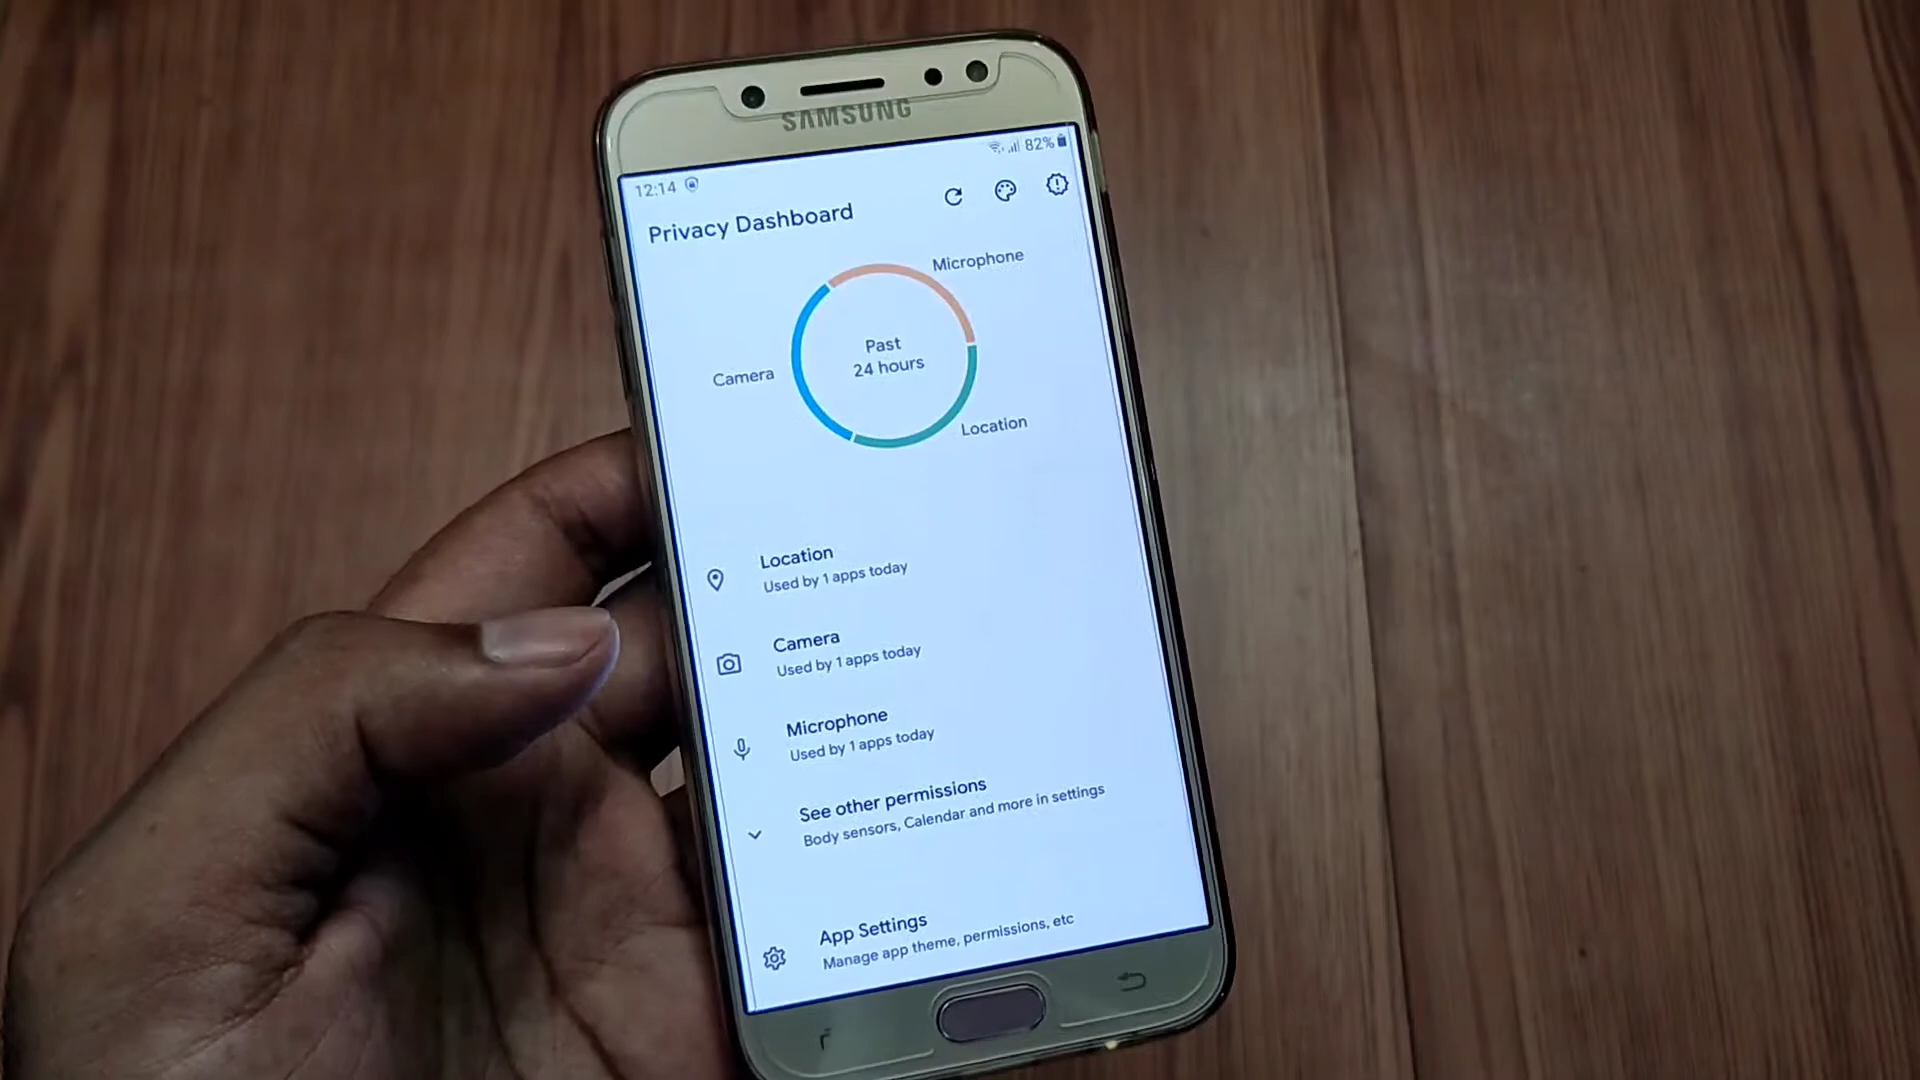 SAMSUNG
12:14
82%
Privacy Dashboard
Microphone
Past
24 hours
Camera
Location
Location
Used by 1 apps today
Camera
Used by 1 apps today
Microphone
Used by 1 apps today
See other permissions
Body sensors, Calendar and more in settings
App Settings
Manage app theme, permissions, etc